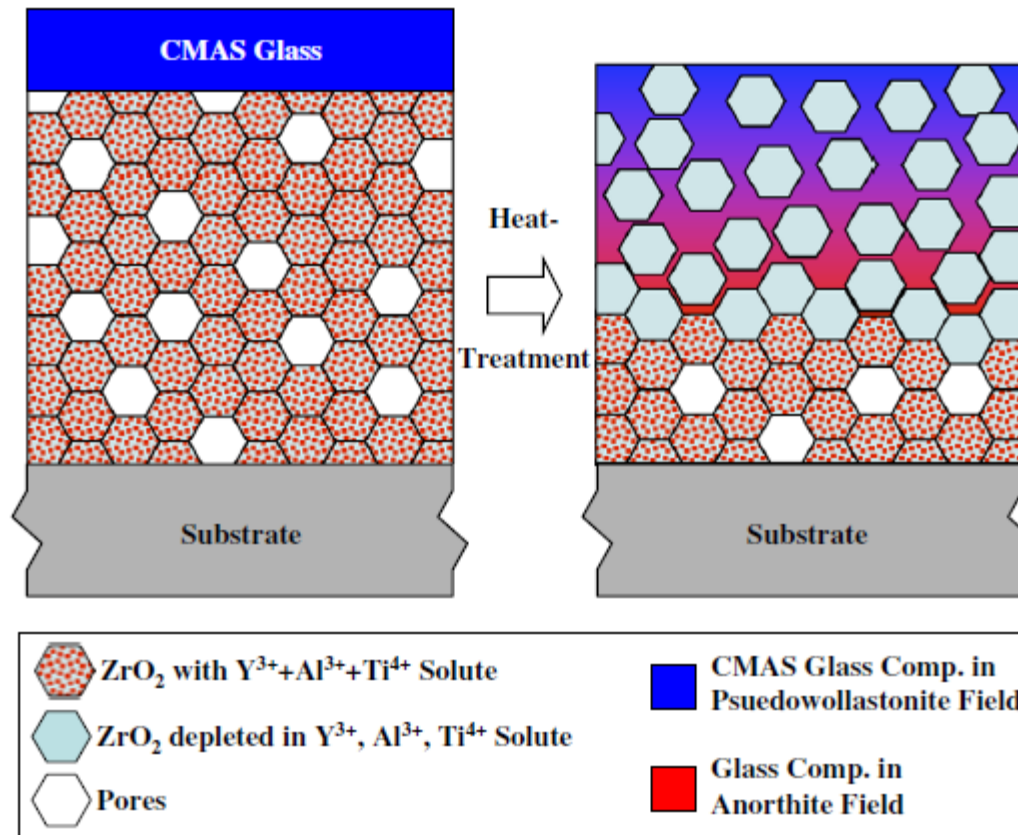 CMAS Glass
Heat-
Treatment
Substrate
Substrate
ZrO₂ with Y³⁺+Al³⁺+Ti⁴⁺ Solute
ZrO₂ depleted in Y³⁺, Al³⁺, Ti⁴⁺ Solute
Pores
CMAS Glass Comp. in
Psuedowollastonite Field
Glass Comp. in
Anorthite Field